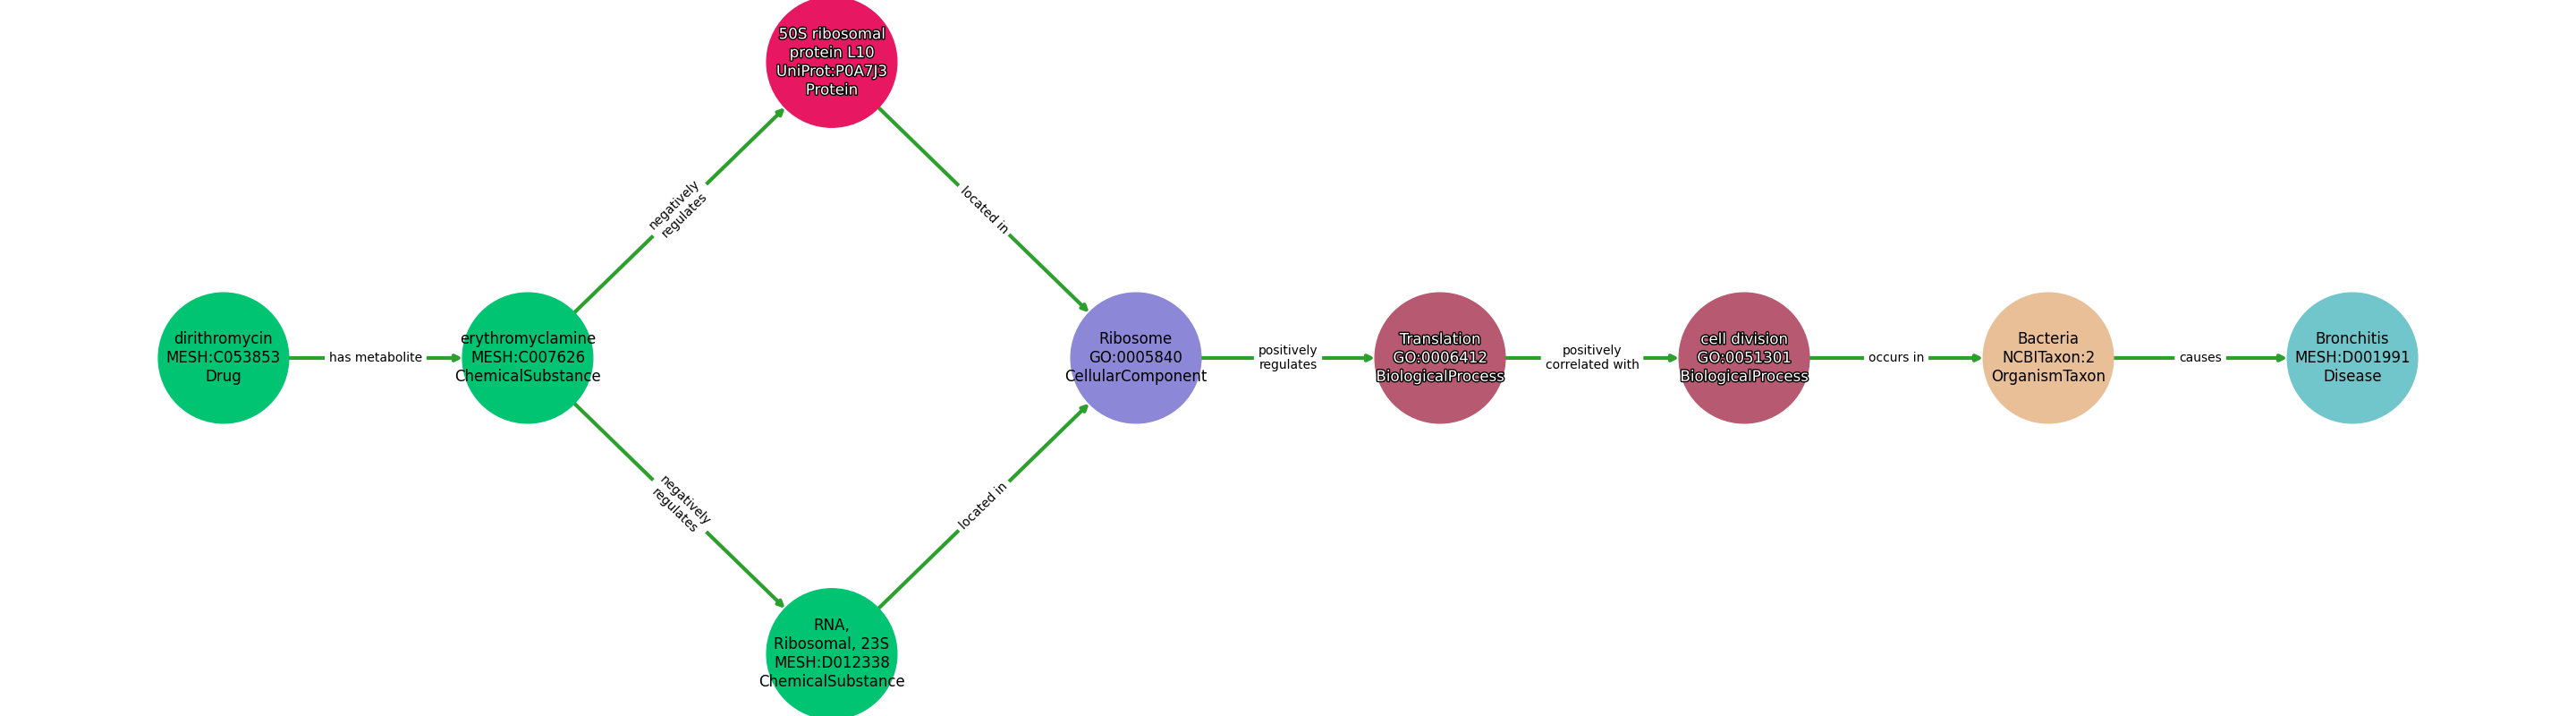 50S ribosomal
protein L10
UniProt:P0A7J3
Protein
negatively
regulates
located in
dirithromycin
MESH:C053853
Drug
has metabolite
erythromyclamine
MESH:C007626
ChemicalSubstance
Ribosome
GO:0005840
CellularComponent
positively
regulates
Translation
GO:0006412
BiologicalProcess
positively
correlated with
cell division
GO:0051301
BiologicalProcess
occurs in
Bacteria
NCBITaxon:2
OrganismTaxon
causes
Bronchitis
MESH:D001991
Disease
negatively
regulates
located in
RNA,
Ribosomal, 23S
MESH:D012338
ChemicalSubstance